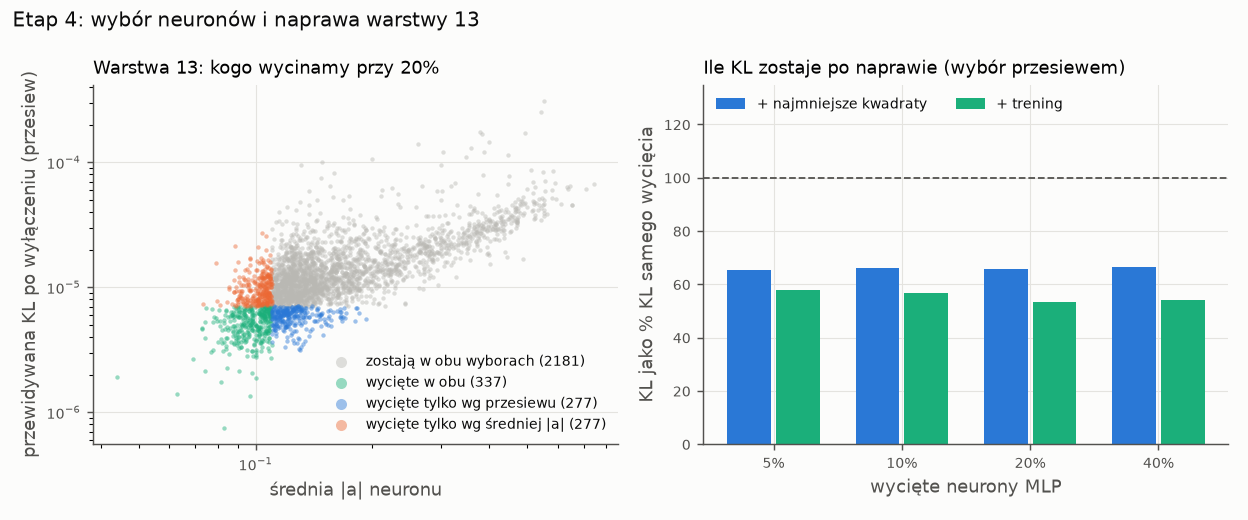 Etap 4: wybór neuronów i naprawa warstwy 13
Warstwa 13: kogo wycinamy przy 20%
przewidywana KL po wyłączeniu (przesiew)
10⁻⁴
10⁻⁵
10⁻⁶
zostają w obu wyborach (2181)
wycięte w obu (337)
wycięte tylko wg przesiewu (277)
wycięte tylko wg średniej |a| (277)
10⁻¹
średnia |a| neuronu
Ile KL zostaje po naprawie (wybór przesiewem)
+ najmniejsze kwadraty
+ trening
KL jako % KL samego wycięcia
120
100
80
60
40
20
0
5%
10%
20%
40%
wycięte neurony MLP